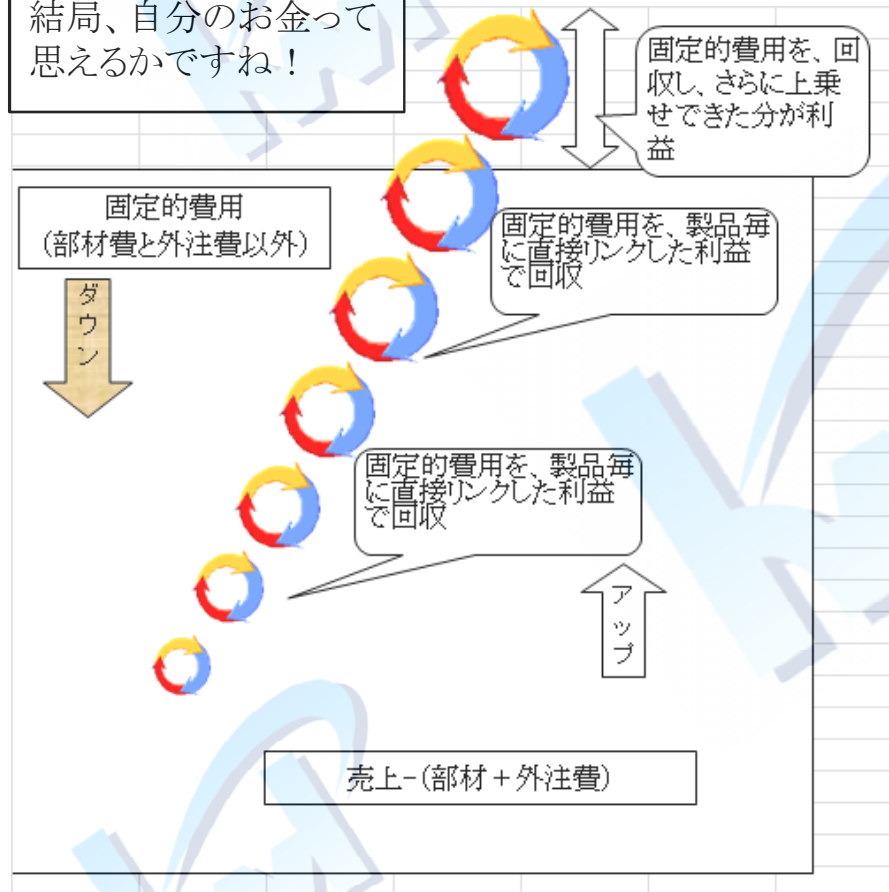 結局、自分のお金って
思えるかですね！
固定的費用を、回
収し、さらに上乗
せできた分が利
益
固定的費用
（部材費と外注費以外）
ダウン
固定的費用を、製品毎
に直接リンクした利益
で回収
固定的費用を、製品毎
に直接リンクした利益
で回収
アップ
売上-（部材＋外注費）